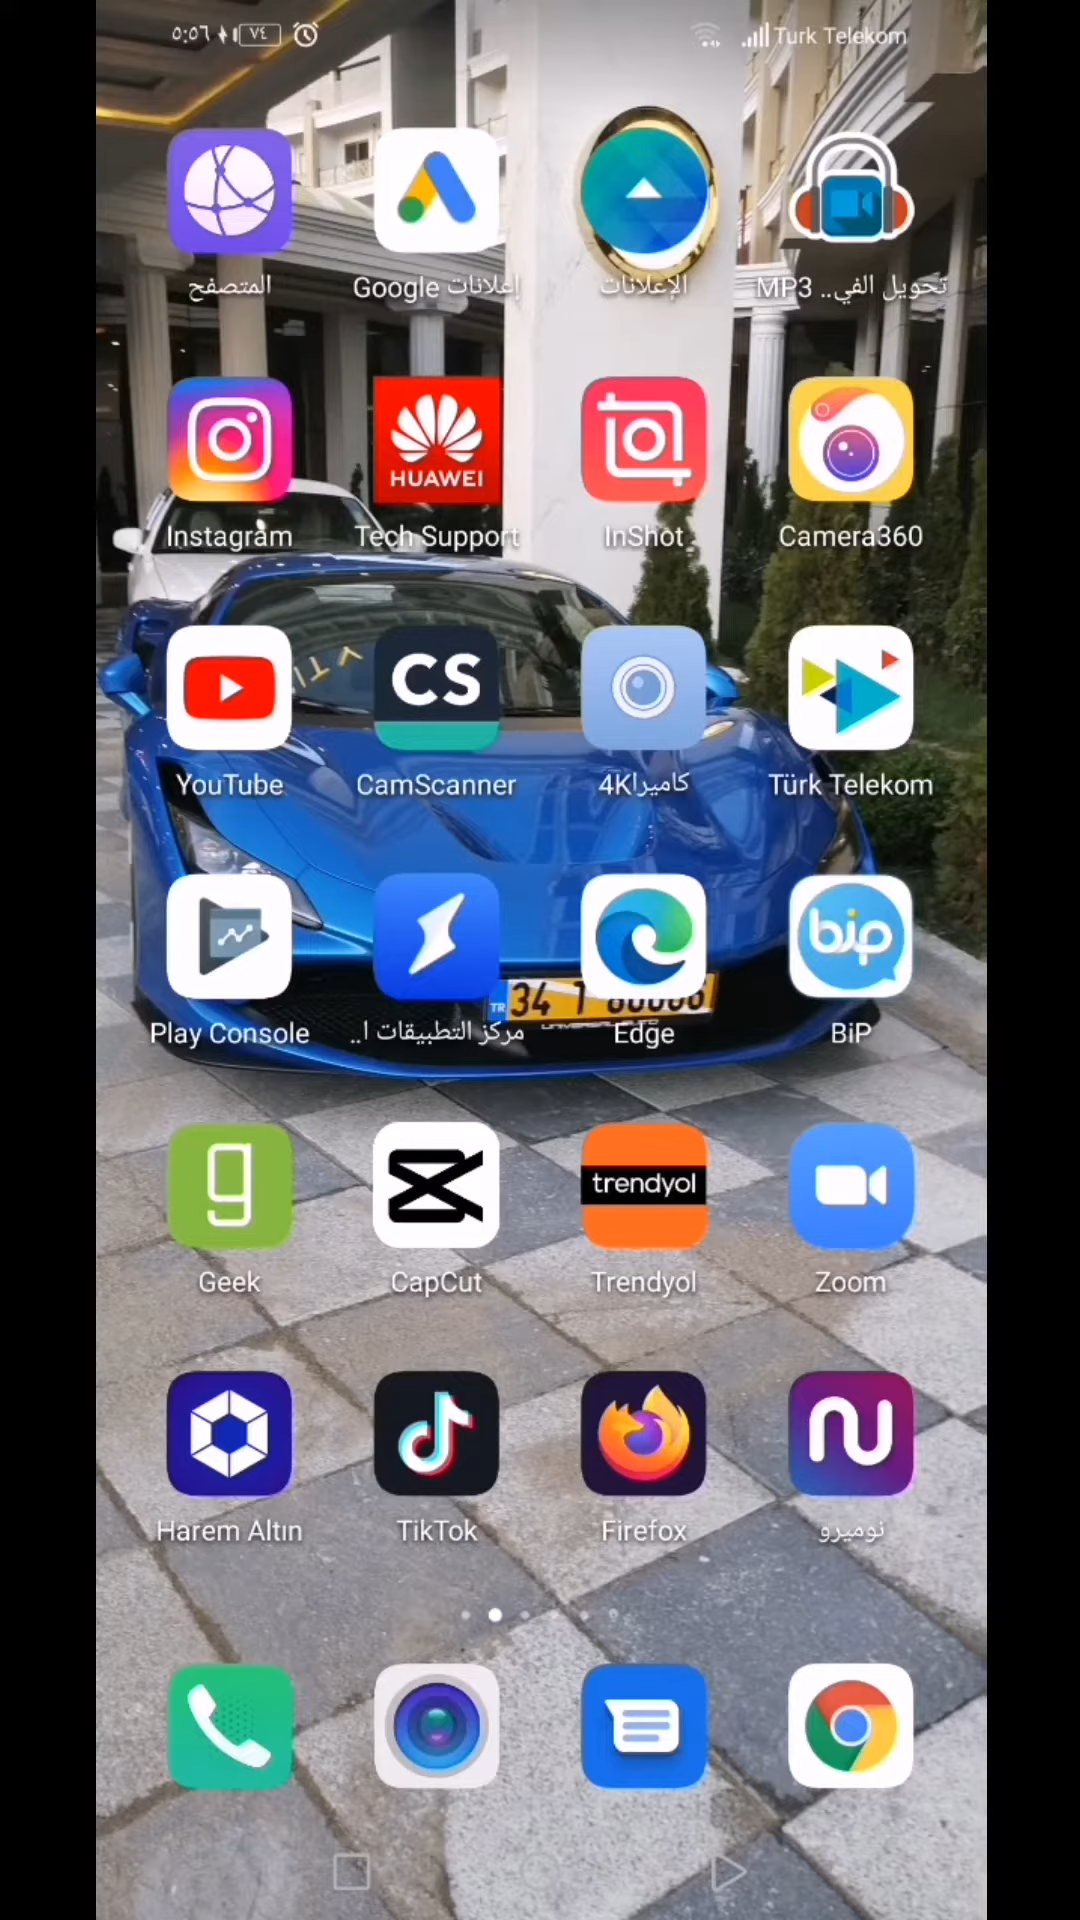 ٥:٥٦ ٧٤ Turk Telekom
المتصفح
إعلانات Google
الإعلانات
تحويل الفي.. MP3
HUAWEI
Instagram
Tech Support
InShot
Camera360
CS
YouTube
CamScanner
كاميرا4K
Türk Telekom
bip
TR 34 T
Play Console
مركز التطبيقات ا..
Edge
BiP
g
trendyol
Geek
CapCut
Trendyol
Zoom
Harem Altın
TikTok
Firefox
نوميرو